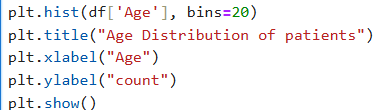 plt.hist(df['Age'], bins=20)
plt.title("Age Distribution of patients")
plt.xlabel("Age")
plt.ylabel("count")
plt.show()